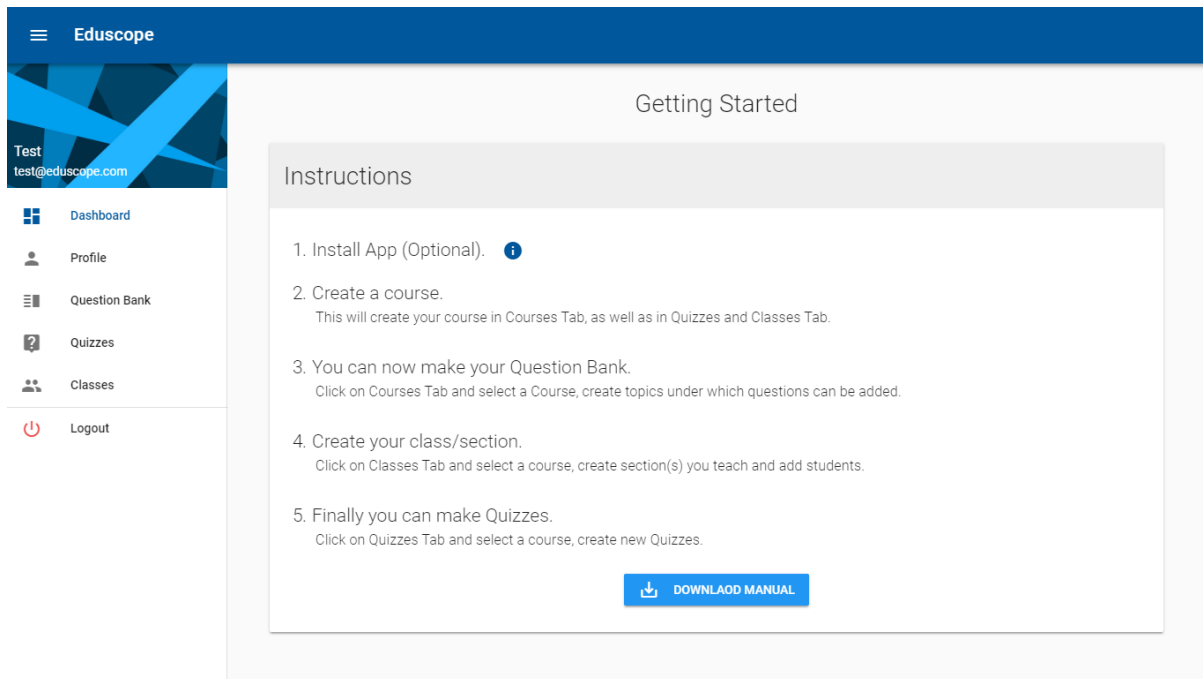 Eduscope
Test
test@eduscope.com
Dashboard
Profile
Question Bank
Quizzes
Classes
Logout
Getting Started
Instructions
1. Install App (Optional).
2. Create a course.
This will create your course in Courses Tab, as well as in Quizzes and Classes Tab.
3. You can now make your Question Bank.
Click on Courses Tab and select a Course, create topics under which questions can be added.
4. Create your class/section.
Click on Classes Tab and select a course, create section(s) you teach and add students.
5. Finally you can make Quizzes.
Click on Quizzes Tab and select a course, create new Quizzes.
DOWNLAOD MANUAL